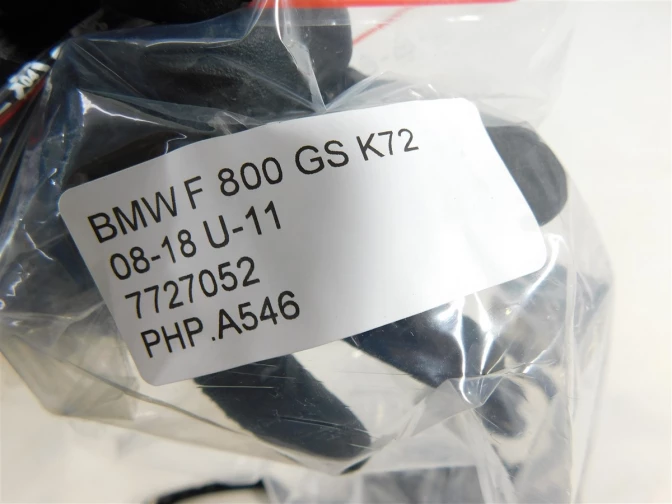 BMW F 800 GS K72
08-18 U-11
7727052
PHP.A546